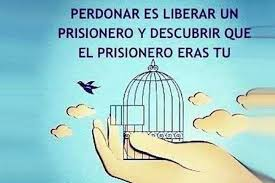 PERDONAR ES LIBERAR UN
PRISIONERO Y DESCUBRIR QUE
EL PRISIONERO ERAS TU